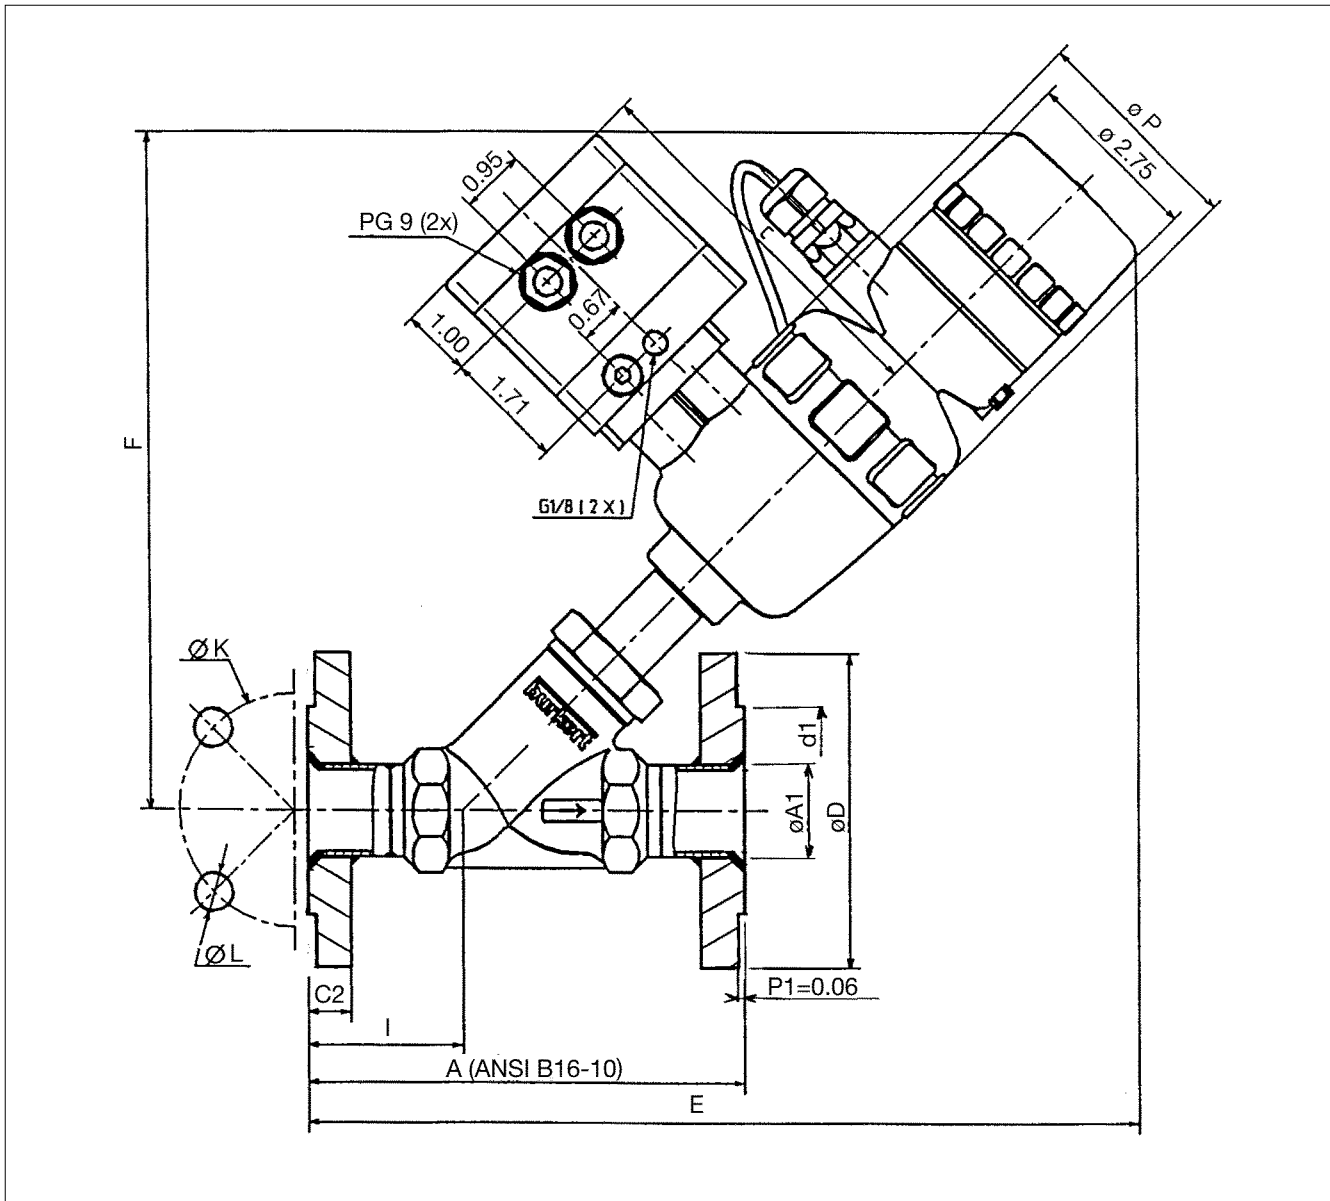 ø P
ø 2.75
0.95
PG 9 (2x)
0.67
1.00
1.71
F
G1/8 ( 2 X )
ØK
burkert
d1
øA1
øD
ØL
C2
P1=0.06
I
A (ANSI B16-10)
E